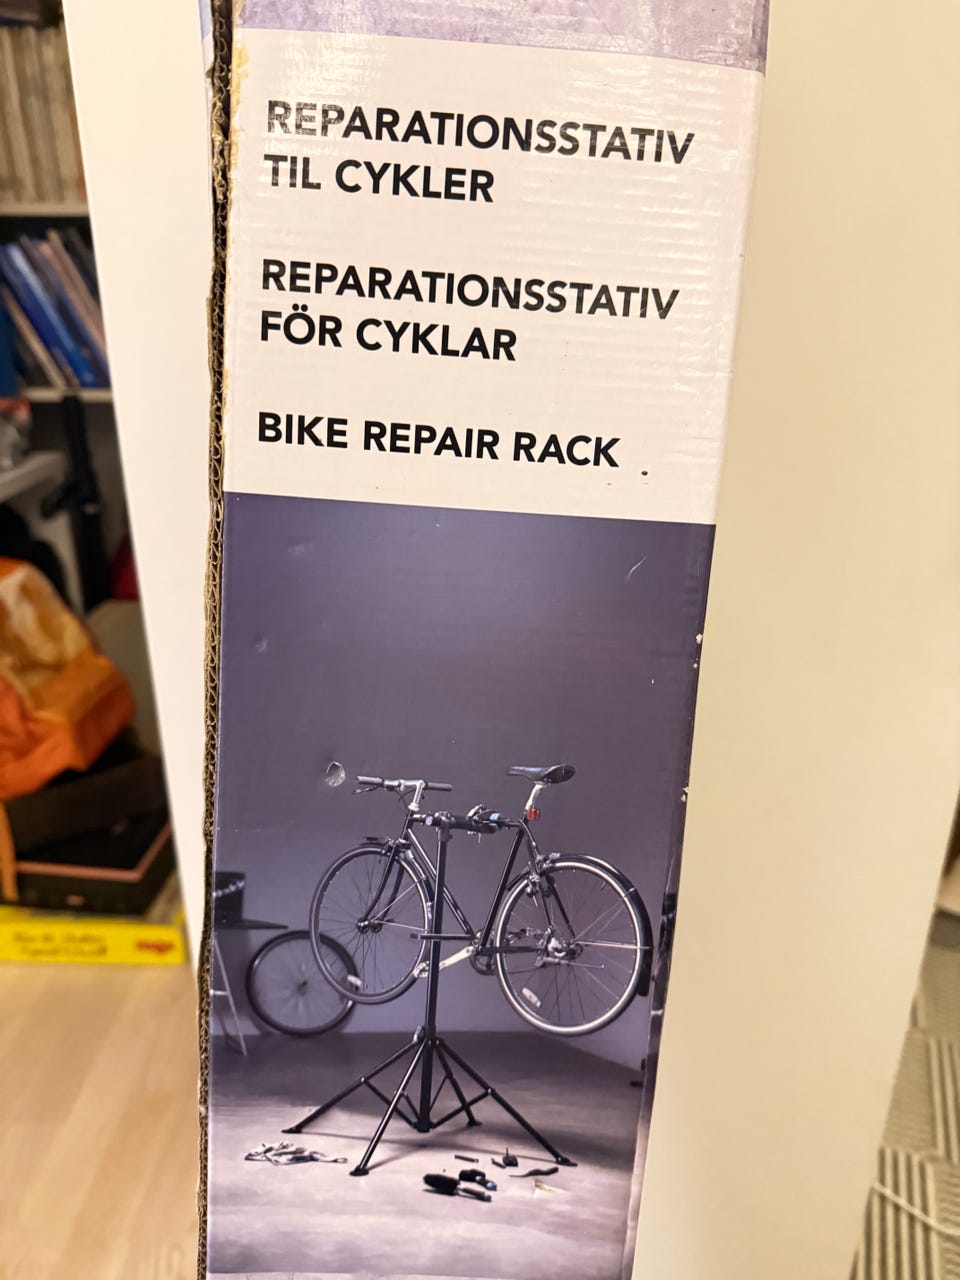 REPARATIONSSTATIV
TIL CYKLER
REPARATIONSSTATIV
FÖR CYKLAR
BIKE REPAIR RACK